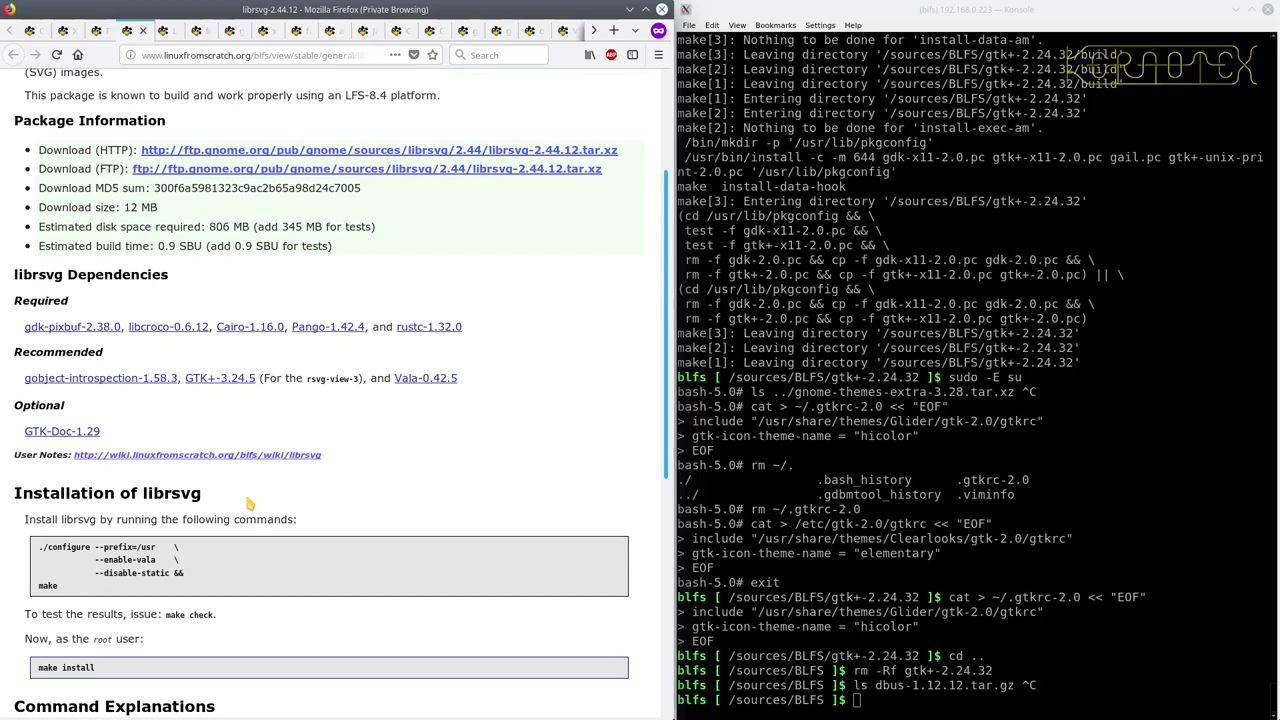 librsvg-2.44.12 - Mozilla Firefox (Private Browsing)
www.linuxfromscratch.org/blfs/view/stable/general/li
Search
(SVG) images.
This package is known to build and work properly using an LFS-8.4 platform.
Package Information
Download (HTTP): http://ftp.gnome.org/pub/gnome/sources/librsvg/2.44/librsvg-2.44.12.tar.xz
Download (FTP): ftp://ftp.gnome.org/pub/gnome/sources/librsvg/2.44/librsvg-2.44.12.tar.xz
Download MD5 sum: 300f6a5981323c9ac2b65a98d24c7005
Download size: 12 MB
Estimated disk space required: 806 MB (add 345 MB for tests)
Estimated build time: 0.9 SBU (add 0.9 SBU for tests)
librsvg Dependencies
Required
gdk-pixbuf-2.38.0, libcroco-0.6.12, Cairo-1.16.0, Pango-1.42.4, and rustc-1.32.0
Recommended
gobject-introspection-1.58.3, GTK+-3.24.5 (For the rsvg-view-3), and Vala-0.42.5
Optional
GTK-Doc-1.29
User Notes: http://wiki.linuxfromscratch.org/blfs/wiki/librsvg
Installation of librsvg
Install librsvg by running the following commands:
./configure --prefix=/usr \
--enable-vala \
--disable-static &&
make
To test the results, issue: make check.
Now, as the root user:
make install
Command Explanations
(blfs) 192.168.0.223 — Konsole
File Edit View Bookmarks Settings Help
make[3]: Nothing to be done for 'install-data-am'.
make[3]: Leaving directory '/sources/BLFS/gtk+-2.24.32/build'
make[2]: Leaving directory '/sources/BLFS/gtk+-2.24.32/build'
make[1]: Leaving directory '/sources/BLFS/gtk+-2.24.32/build'
make[1]: Entering directory '/sources/BLFS/gtk+-2.24.32'
make[2]: Entering directory '/sources/BLFS/gtk+-2.24.32'
make[2]: Nothing to be done for 'install-exec-am'.
/bin/mkdir -p '/usr/lib/pkgconfig'
/usr/bin/install -c -m 644 gdk-x11-2.0.pc gtk+-x11-2.0.pc gail.pc gtk+-unix-pri
nt-2.0.pc '/usr/lib/pkgconfig'
make install-data-hook
make[3]: Entering directory '/sources/BLFS/gtk+-2.24.32'
(cd /usr/lib/pkgconfig && \
test -f gdk-x11-2.0.pc && \
test -f gtk+-x11-2.0.pc && \
rm -f gdk-2.0.pc && cp -f gdk-x11-2.0.pc gdk-2.0.pc && \
rm -f gtk+-2.0.pc && cp -f gtk+-x11-2.0.pc gtk+-2.0.pc) || \
(cd /usr/lib/pkgconfig && \
rm -f gdk-2.0.pc && cp -f gdk-x11-2.0.pc gdk-2.0.pc && \
rm -f gtk+-2.0.pc && cp -f gtk+-x11-2.0.pc gtk+-2.0.pc)
make[3]: Leaving directory '/sources/BLFS/gtk+-2.24.32'
make[2]: Leaving directory '/sources/BLFS/gtk+-2.24.32'
make[1]: Leaving directory '/sources/BLFS/gtk+-2.24.32'
blfs [ /sources/BLFS/gtk+-2.24.32 ]$ sudo -E su
bash-5.0# ls ../gnome-themes-extra-3.28.tar.xz ^C
bash-5.0# cat > ~/.gtkrc-2.0 << "EOF"
> include "/usr/share/themes/Glider/gtk-2.0/gtkrc"
> gtk-icon-theme-name = "hicolor"
> EOF
bash-5.0# rm ~/.
./ .bash_history .gtkrc-2.0
../ .gdbmtool_history .viminfo
bash-5.0# rm ~/.gtkrc-2.0
bash-5.0# cat > /etc/gtk-2.0/gtkrc << "EOF"
> include "/usr/share/themes/Clearlooks/gtk-2.0/gtkrc"
> gtk-icon-theme-name = "elementary"
> EOF
bash-5.0# exit
blfs [ /sources/BLFS/gtk+-2.24.32 ]$ cat > ~/.gtkrc-2.0 << "EOF"
> include "/usr/share/themes/Glider/gtk-2.0/gtkrc"
> gtk-icon-theme-name = "hicolor"
> EOF
blfs [ /sources/BLFS/gtk+-2.24.32 ]$ cd ..
blfs [ /sources/BLFS ]$ rm -Rf gtk+-2.24.32
blfs [ /sources/BLFS ]$ ls dbus-1.12.12.tar.gz ^C
blfs [ /sources/BLFS ]$